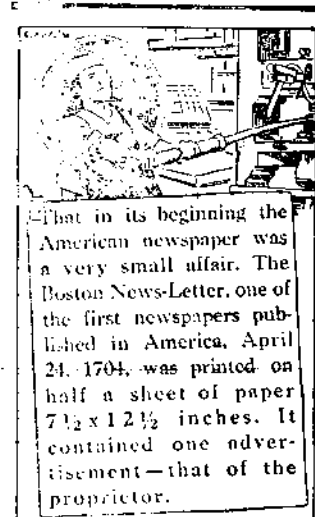 That in its beginning the
American newspaper was
a very small affair. The
Boston News-Letter, one of
the first newspapers pub-
lished in America, April
24, 1704, was printed on
half a sheet of paper
7½ x 12½ inches. It
contained one adver-
tisement—that of the
proprietor.